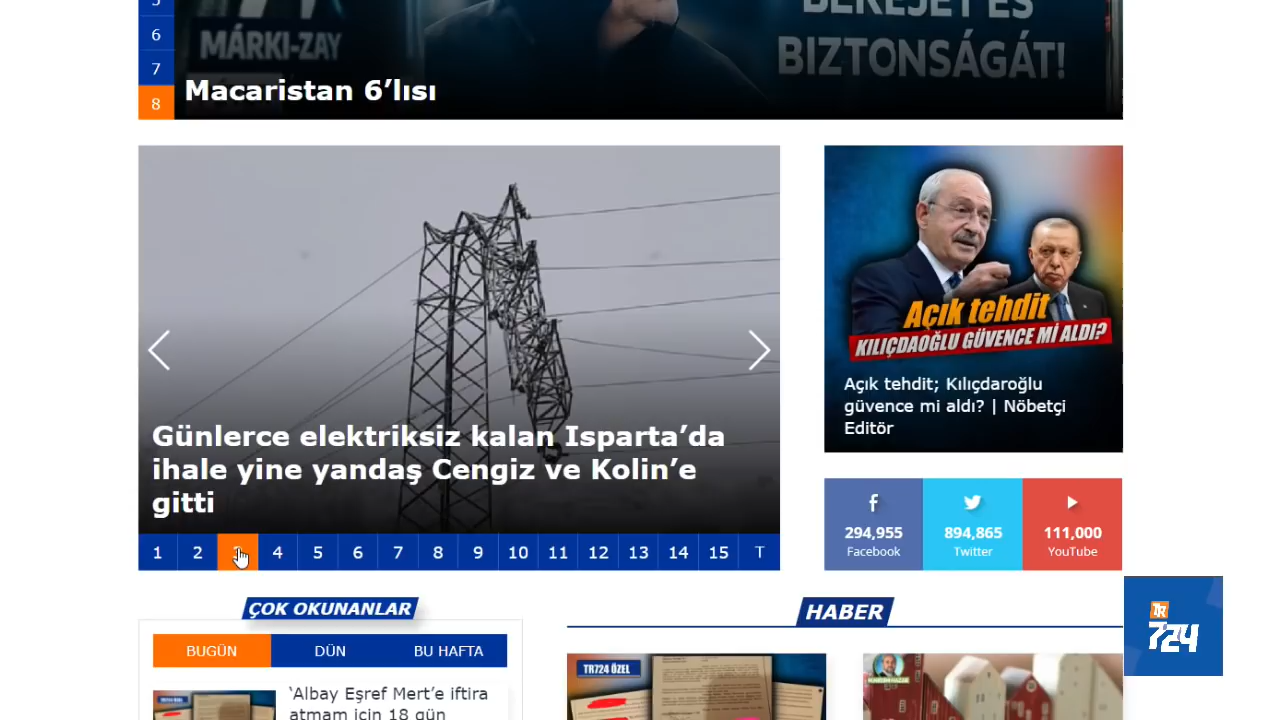 6
7
8
MÁRKI-ZAY
BIZTONSÁGÁT!
Macaristan 6’lısı
Günlerce elektriksiz kalan Isparta’da
ihale yine yandaş Cengiz ve Kolin’e
gitti
1 2 4 5 6 7 8 9 10 11 12 13 14 15 T
Açık tehdit
KILIÇDAOĞLU GÜVENCE Mİ ALDI?
Açık tehdit; Kılıçdaroğlu
güvence mi aldı? | Nöbetçi
Editör
294,955 894,865 111,000
Facebook Twitter YouTube
ÇOK OKUNANLAR
HABER
BUGÜN DÜN BU HAFTA
TR724 ÖZEL
‘Albay Eşref Mert’e iftira
atmam için 18 gün
TR
7/24